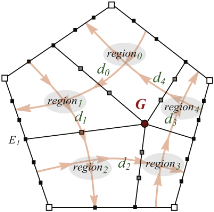 region₀
d₀
d₄
region₁
G
region₄
d₃
d₁
E₁
region₂
d₂
region₃